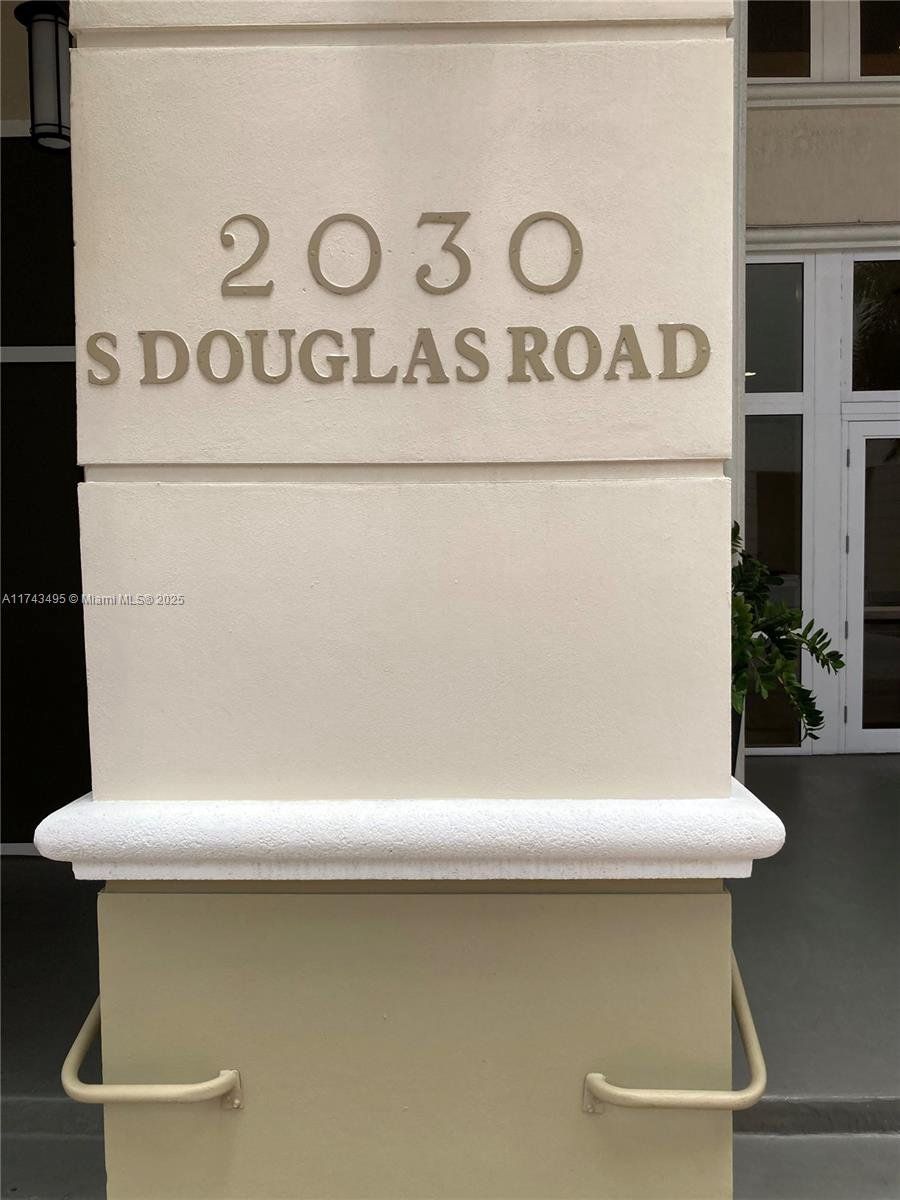 2030
S DOUGLAS ROAD
A11743495 © Miami MLS® 2025